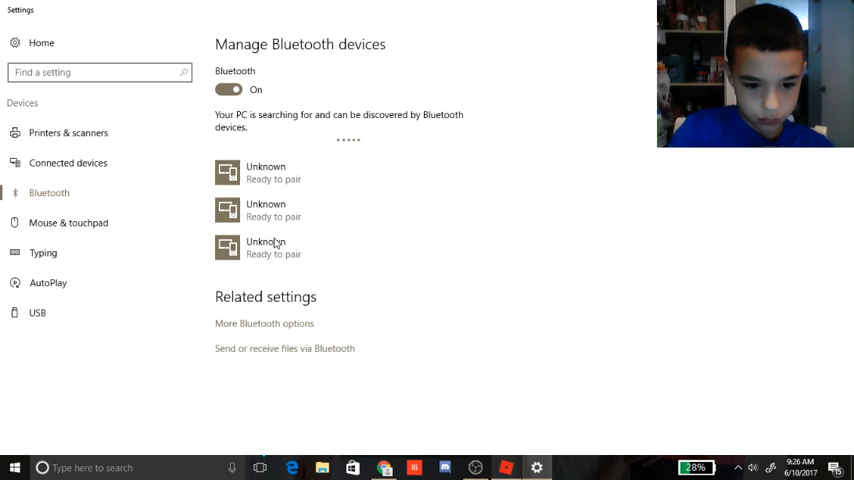 Settings
Home
Find a setting
Devices
Printers & scanners
Connected devices
Bluetooth
Mouse & touchpad
Typing
AutoPlay
USB
Manage Bluetooth devices
Bluetooth
On
Your PC is searching for and can be discovered by Bluetooth
devices.
Unknown
Ready to pair
Unknown
Ready to pair
Unknown
Ready to pair
Related settings
More Bluetooth options
Send or receive files via Bluetooth
Type here to search
28%
9:26 AM
6/10/2017
15